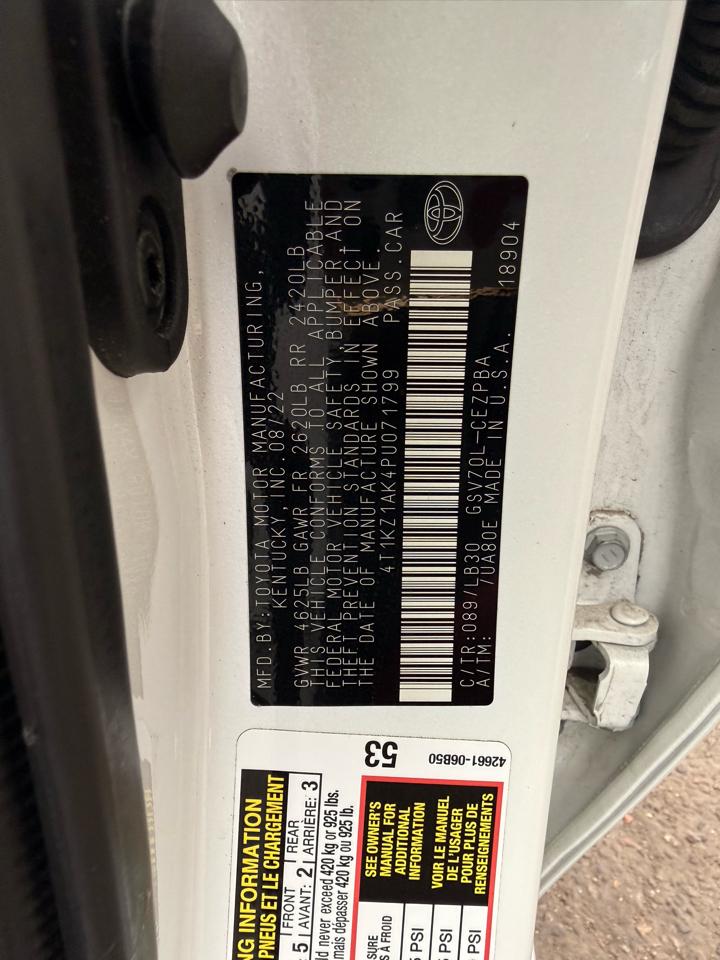 MFD.BY:TOYOTA MOTOR MANUFACTURING,
KENTUCKY,INC 08/22
GVWR 4625LB GAWR FR 2620LB RR 2420LB
THIS VEHICLE CONFORMS TO ALL APPLICABLE
FEDERAL MOTOR VEHICLE SAFETY,BUMPER AND
THEFT PREVENTION STANDARDS IN EFFECT ON
THE DATE OF MANUFACTURE SHOWN ABOVE.
4T1KZ1AK4PU071799 PASS.CAR
C/TR:089/LB30 GSV70L-CEZPBA
A/TM: 7UA80E MADE IN U.S.A. 18904
NG INFORMATION
PNEUS ET LE CHARGEMENT
5 FRONT AVANT: 2 REAR ARRIÈRE: 3
ld never exceed 420 kg or 925 lbs.
mais dépasser 420 kg ou 925 lb.
53
42661-06B50
SEE OWNER'S
MANUAL FOR
ADDITIONAL
INFORMATION
VOIR LE MANUEL
DE L'USAGER
POUR PLUS DE
RENSEIGNEMENTS
SURE
À FROID
PSI
PSI
PSI